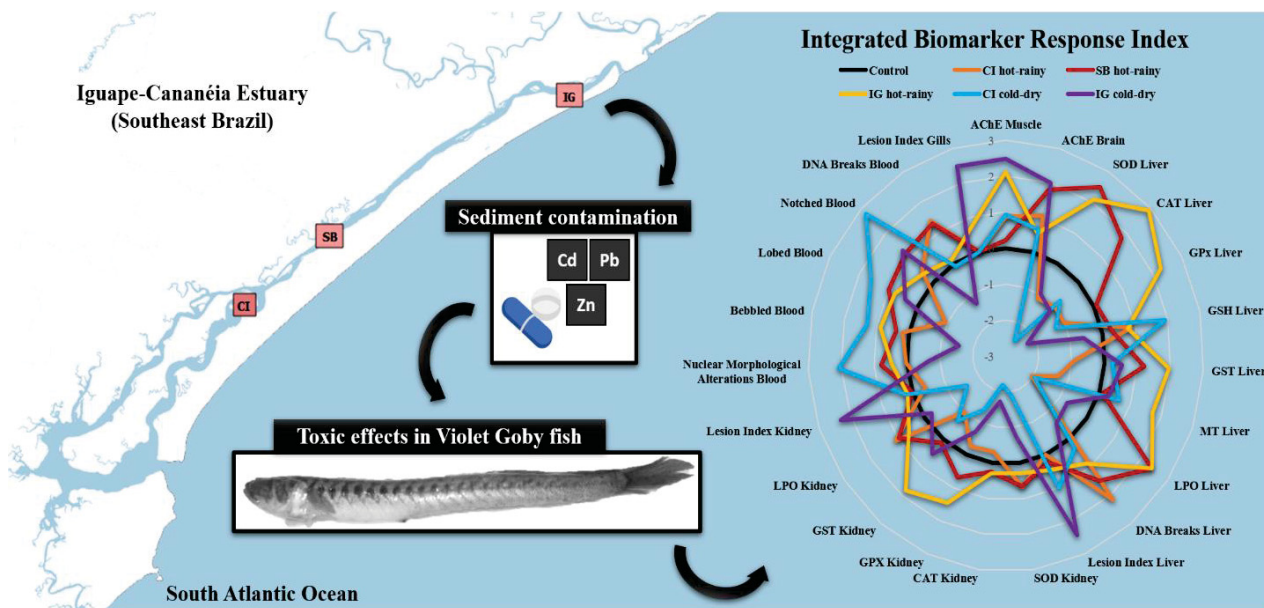 Iguape-Cananéia Estuary
(Southeast Brazil)
IG
SB
CI
Sediment contamination
Cd Pb
Zn
Toxic effects in Violet Goby fish
South Atlantic Ocean
Integrated Biomarker Response Index
Control CI hot-rainy SB hot-rainy
IG hot-rainy CI cold-dry IG cold-dry
AChE Muscle
AChE Brain
SOD Liver
CAT Liver
GPx Liver
GSH Liver
GST Liver
MT Liver
LPO Liver
DNA Breaks Liver
Lesion Index Liver
SOD Kidney
CAT Kidney
GPX Kidney
GST Kidney
LPO Kidney
Lesion Index Kidney
Nuclear Morphological
Alterations Blood
Bebbled Blood
Lobed Blood
Notched Blood
DNA Breaks Blood
Lesion Index Gills
3
2
1
-1
-2
-3